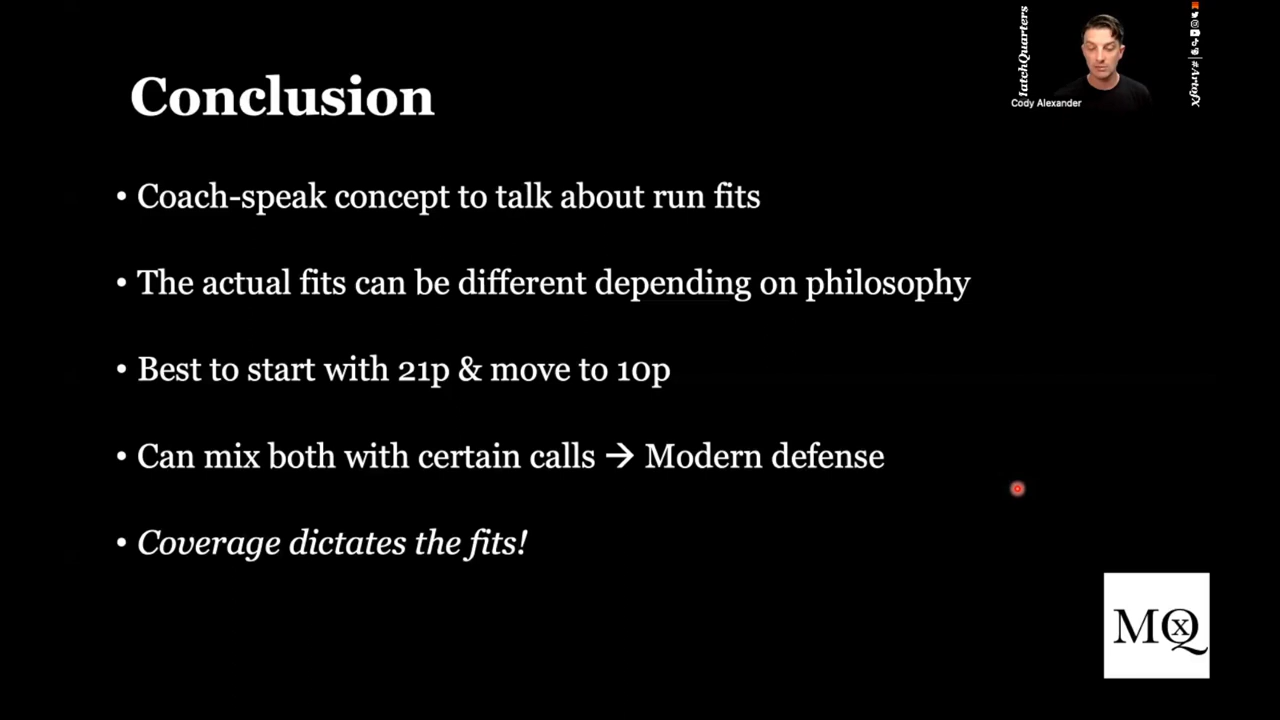 Conclusion
• Coach-speak concept to talk about run fits
• The actual fits can be different depending on philosophy
• Best to start with 21p & move to 10p
• Can mix both with certain calls → Modern defense
• Coverage dictates the fits!
Cody Alexander
#ArtofX
MQx